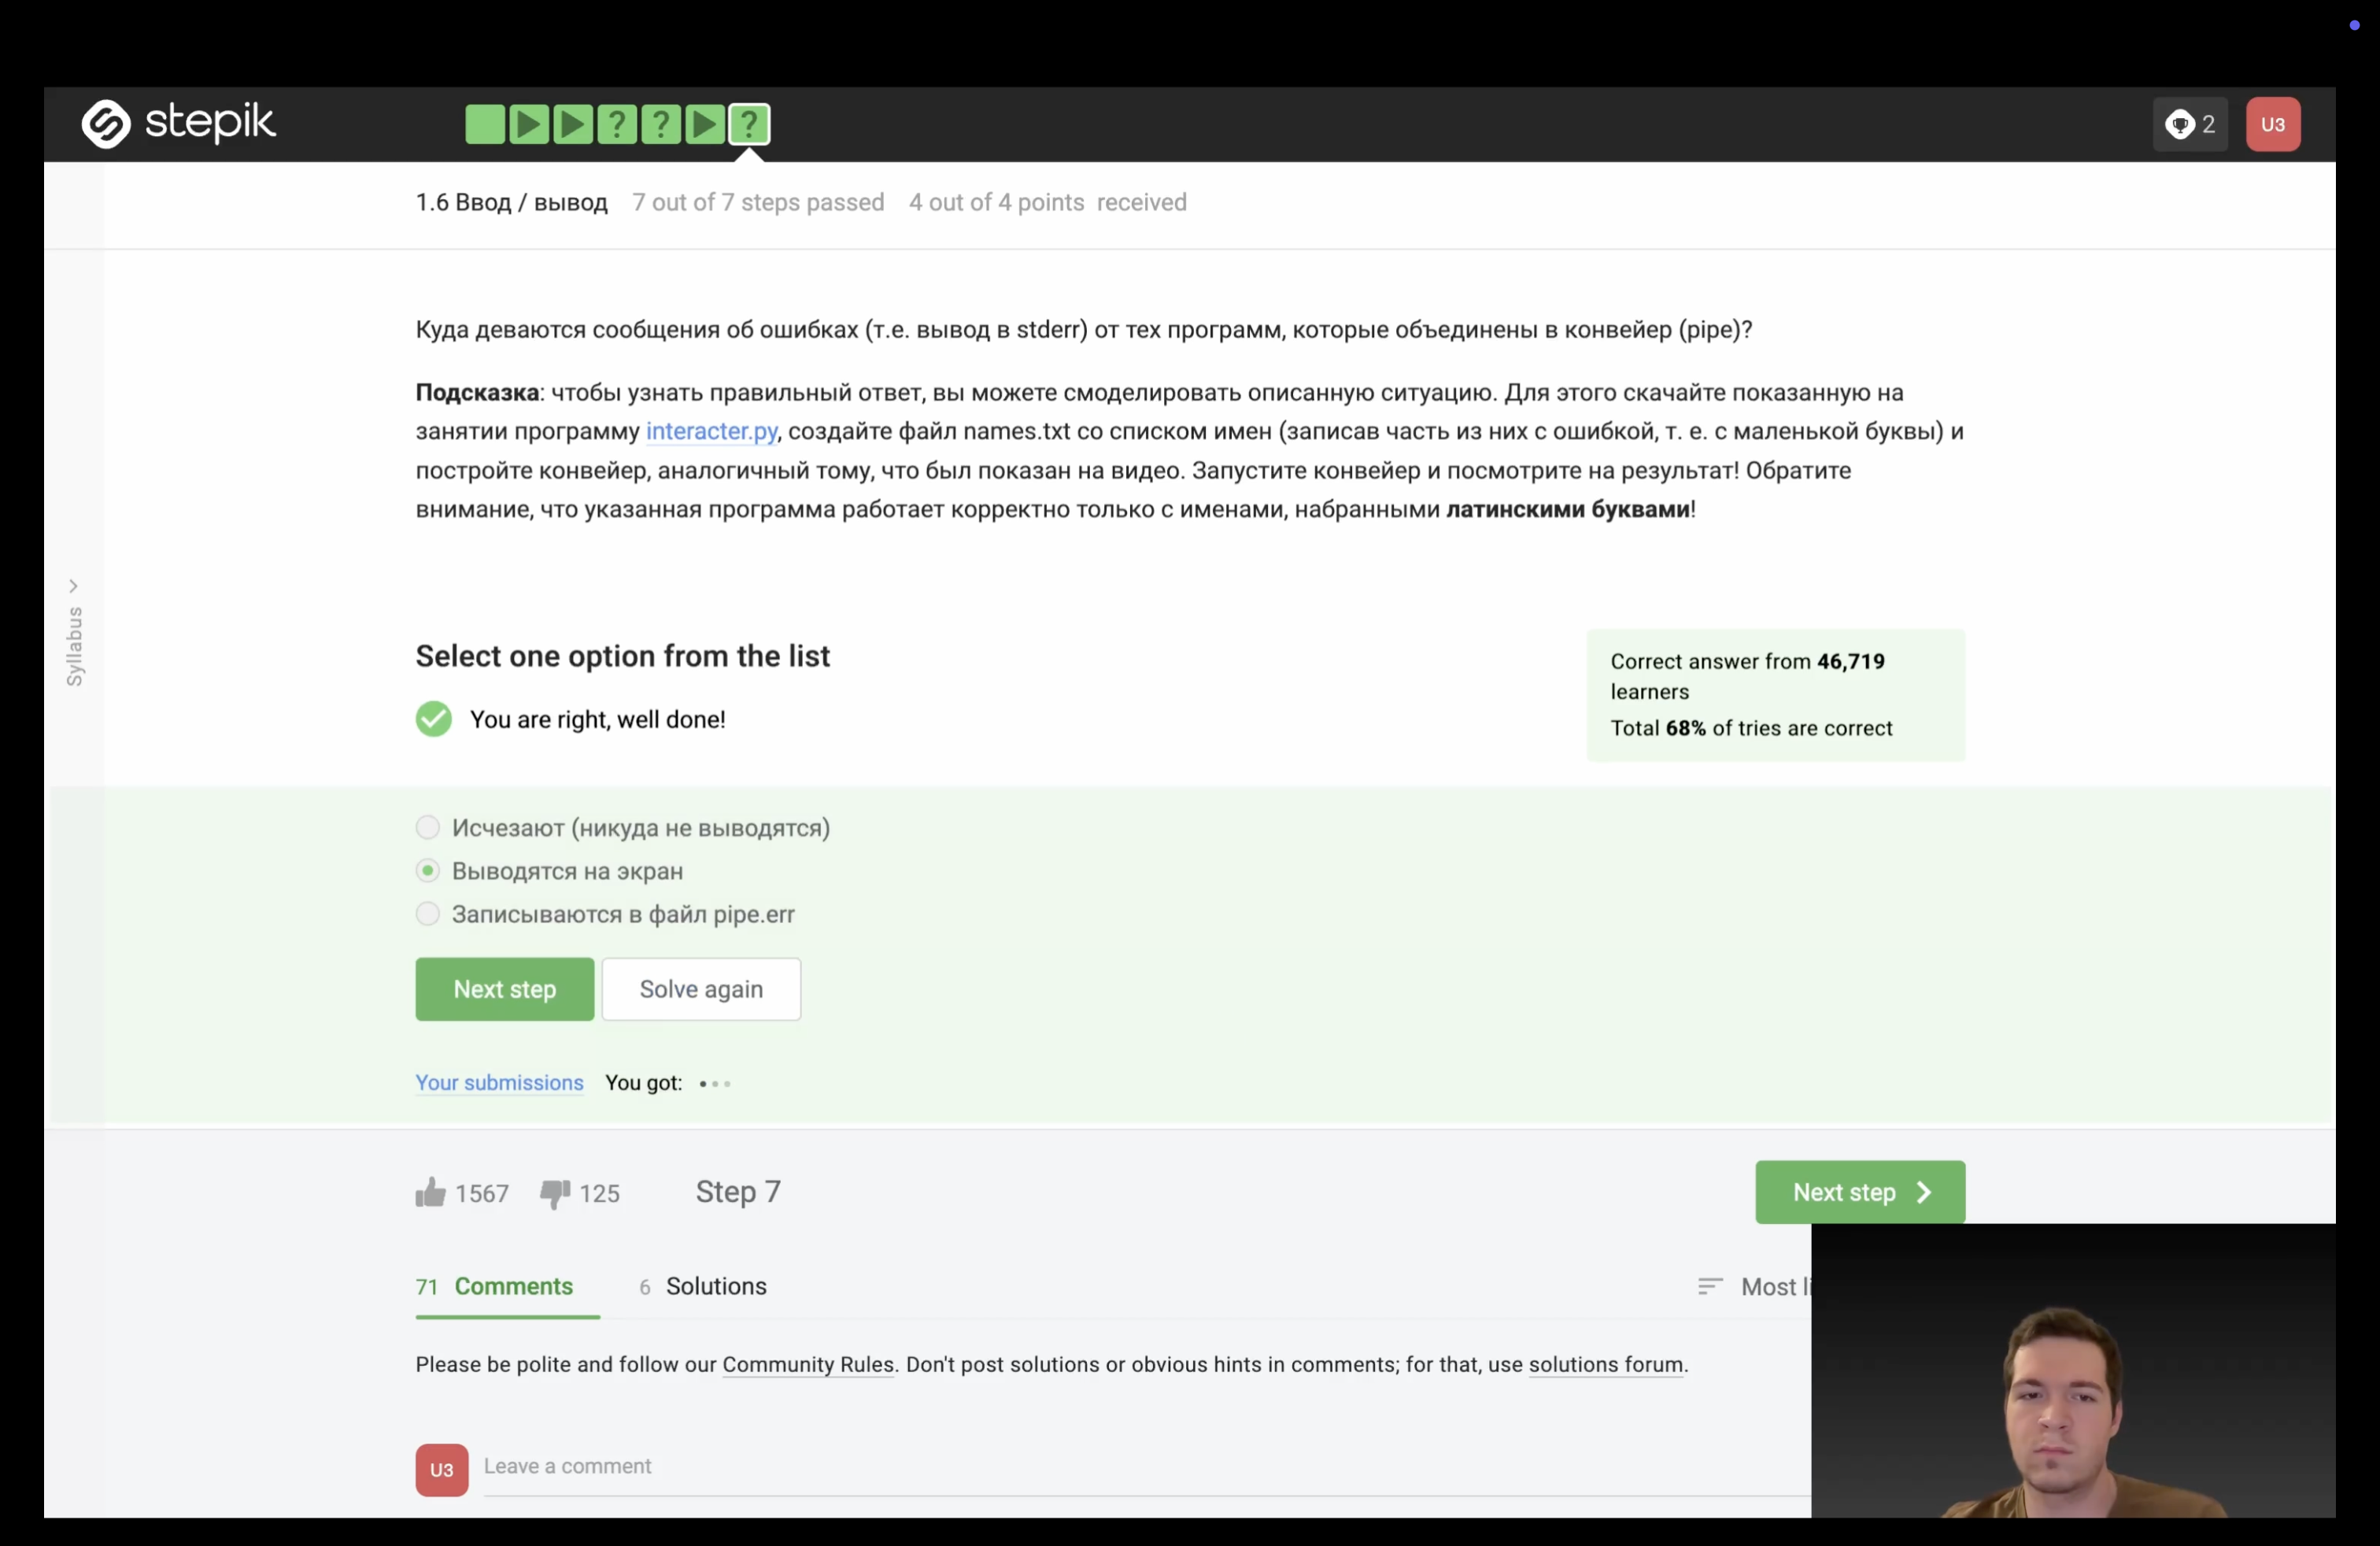 stepik
? ? ?
2
U3
1.6 Ввод / вывод 7 out of 7 steps passed 4 out of 4 points received
Куда деваются сообщения об ошибках (т.е. вывод в stderr) от тех программ, которые объединены в конвейер (pipe)?
Подсказка: чтобы узнать правильный ответ, вы можете смоделировать описанную ситуацию. Для этого скачайте показанную на
занятии программу interacter.py, создайте файл names.txt со списком имен (записав часть из них с ошибкой, т. е. с маленькой буквы) и
постройте конвейер, аналогичный тому, что был показан на видео. Запустите конвейер и посмотрите на результат! Обратите
внимание, что указанная программа работает корректно только с именами, набранными латинскими буквами!
Syllabus
Select one option from the list
You are right, well done!
Correct answer from 46,719
learners
Total 68% of tries are correct
Исчезают (никуда не выводятся)
Выводятся на экран
Записываются в файл pipe.err
Next step Solve again
Your submissions You got:
1567 125 Step 7
Next step
71 Comments 6 Solutions
Most
Please be polite and follow our Community Rules. Don't post solutions or obvious hints in comments; for that, use solutions forum.
U3 Leave a comment